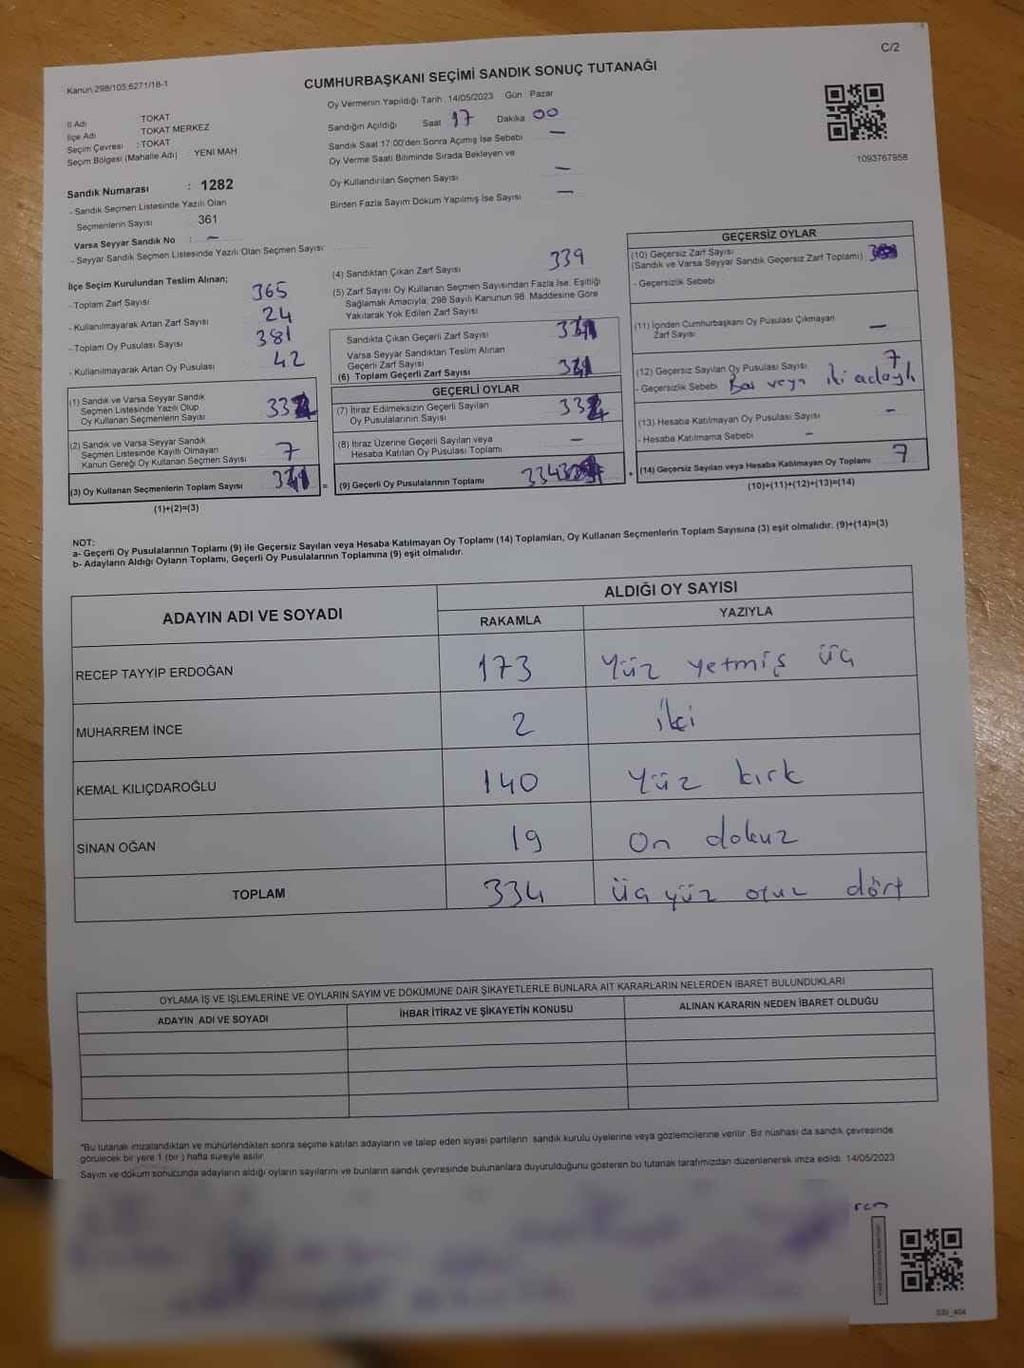 C/2
Kanun 298/105;6271/18-1
CUMHURBAŞKANI SEÇİMİ SANDIK SONUÇ TUTANAĞI
Oy Vermenin Yapıldığı Tarih 14/05/2023 Gün Pazar
İl Adı TOKAT
İlçe Adı TOKAT MERKEZ
Seçim Çevresi : TOKAT
Seçim Bölgesi (Mahalle Adı) YENİ MAH
Sandığın Açıldığı Saat 17 Dakika 00
Sandık Saat 17.00'den Sonra Açımış İse Sebebi —
Oy Verme Saati Bitiminde Sırada Bekleyen ve
Oy Kullandırılan Seçmen Sayısı —
Birden Fazla Sayım Döküm Yapılmış İse Sayısı —
1093767958
Sandık Numarası : 1282
- Sandık Seçmen Listesinde Yazılı Olan
Seçmenlerin Sayısı 361
Varsa Seyyar Sandık No : —
- Seyyar Sandık Seçmen Listesinde Yazılı Olan Seçmen Sayısı
İlçe Seçim Kurulundan Teslim Alınan;
- Toplam Zarf Sayısı 365
- Kullanılmayarak Artan Zarf Sayısı 24
- Toplam Oy Pusulası Sayısı 381
- Kullanılmayarak Artan Oy Pusulası 42
(1) Sandık ve Varsa Seyyar Sandık
Seçmen Listesinde Yazılı Olup
Oy Kullanan Seçmenlerin Sayısı
(2) Sandık ve Varsa Seyyar Sandık
Seçmen Listesinde Kayıtlı Olmayan
Kanun Gereği Oy Kullanan Seçmen Sayısı 7
(3) Oy Kullanan Seçmenlerin Toplam Sayısı =
(1)+(2)=(3)
(4) Sandıktan Çıkan Zarf Sayısı 339
(5) Zarf Sayısı Oy Kullanan Seçmen Sayısından Fazla İse, Eşitliği
Sağlamak Amacıyla, 298 Sayılı Kanunun 98. Maddesine Göre
Yakılarak Yok Edilen Zarf Sayısı
Sandıkta Çıkan Geçerli Zarf Sayısı
Varsa Seyyar Sandıktan Teslim Alınan
Geçerli Zarf Sayısı
(6) Toplam Geçerli Zarf Sayısı
GEÇERLİ OYLAR
(7) İtiraz Edilmeksizin Geçerli Sayılan
Oy Pusulalarının Sayısı
(8) İtiraz Üzerine Geçerli Sayılan veya
Hesaba Katılan Oy Pusulası Toplamı —
(9) Geçerli Oy Pusulalarının Toplamı 334 +
GEÇERSİZ OYLAR
(10) Geçersiz Zarf Sayısı
(Sandık ve Varsa Seyyar Sandık Geçersiz Zarf Toplamı)
- Geçersizlik Sebebi
(11) İçinden Cumhurbaşkanı Oy Pusulası Çıkmayan
Zarf Sayısı —
(12) Geçersiz Sayılan Oy Pusulası Sayısı 7
- Geçersizlik Sebebi Boş veya iki adaylı
(13) Hesaba Katılmayan Oy Pusulası Sayısı —
- Hesaba Katılmama Sebebi —
(14) Geçersiz Sayılan veya Hesaba Katılmayan Oy Toplamı 7
(10)+(11)+(12)+(13)=(14)
NOT:
a- Geçerli Oy Pusulalarının Toplamı (9) ile Geçersiz Sayılan veya Hesaba Katılmayan Oy Toplamı (14) Toplamları, Oy Kullanan Seçmenlerin Toplam Sayısına (3) eşit olmalıdır. (9)+(14)=(3)
b- Adayların Aldığı Oyların Toplamı, Geçerli Oy Pusulalarının Toplamına (9) eşit olmalıdır.
ADAYIN ADI VE SOYADI
ALDIĞI OY SAYISI
RAKAMLA YAZIYLA
RECEP TAYYİP ERDOĞAN 173 Yüz yetmiş üç
MUHARREM İNCE 2 iki
KEMAL KILIÇDAROĞLU 140 Yüz kırk
SİNAN OĞAN 19 On dokuz
TOPLAM 334 üç yüz otuz dört
OYLAMA İŞ VE İŞLEMLERİNE VE OYLARIN SAYIM VE DÖKÜMÜNE DAİR ŞİKAYETLERLE BUNLARA AİT KARARLARIN NELERDEN İBARET BULUNDUKLARI
ADAYIN ADI VE SOYADI İHBAR İTİRAZ VE ŞİKAYETİN KONUSU ALINAN KARARIN NEDEN İBARET OLDUĞU
*Bu tutanak imzalandıktan ve mühürlendikten sonra seçime katılan adayların ve talep eden siyasi partilerin sandık kurulu üyelerine veya gözlemcilerine verilir. Bir nüshası da sandık çevresinde
görülecek bir yere 1 (bir) hafta süreyle asılır.
Sayım ve döküm sonucunda adayların aldığı oyların sayılarını ve bunların sandık çevresinde bulunanlara duyurulduğunu gösteren bu tutanak tarafımızdan düzenlenerek imza edildi. 14/05/2023